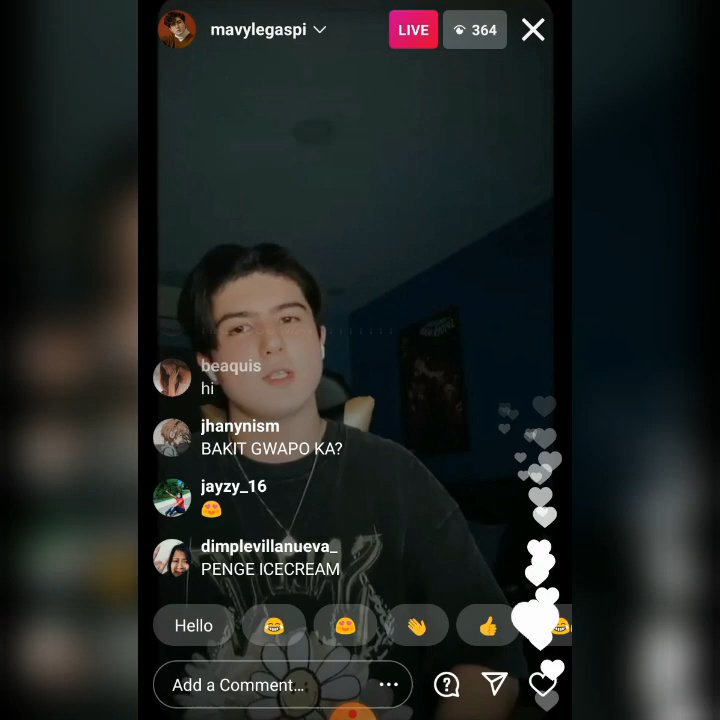 mavylegaspi
LIVE
364
beaquis
hi
jhanynism
BAKIT GWAPO KA?
jayzy_16
😍
dimplevillanueva_
PENGE ICECREAM
Hello
Add a Comment...